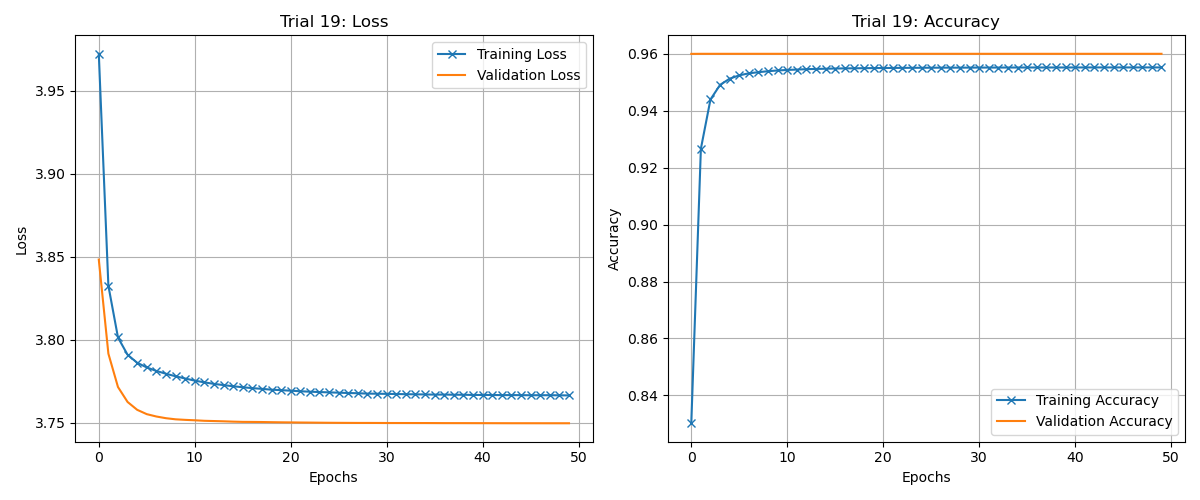 Trial 19: Loss
Training Loss
Validation Loss
3.95
3.90
3.85
3.80
3.75
Loss
0 10 20 30 40 50
Epochs
Trial 19: Accuracy
0.96
0.94
0.92
0.90
0.88
0.86
0.84
Accuracy
Training Accuracy
Validation Accuracy
0 10 20 30 40 50
Epochs